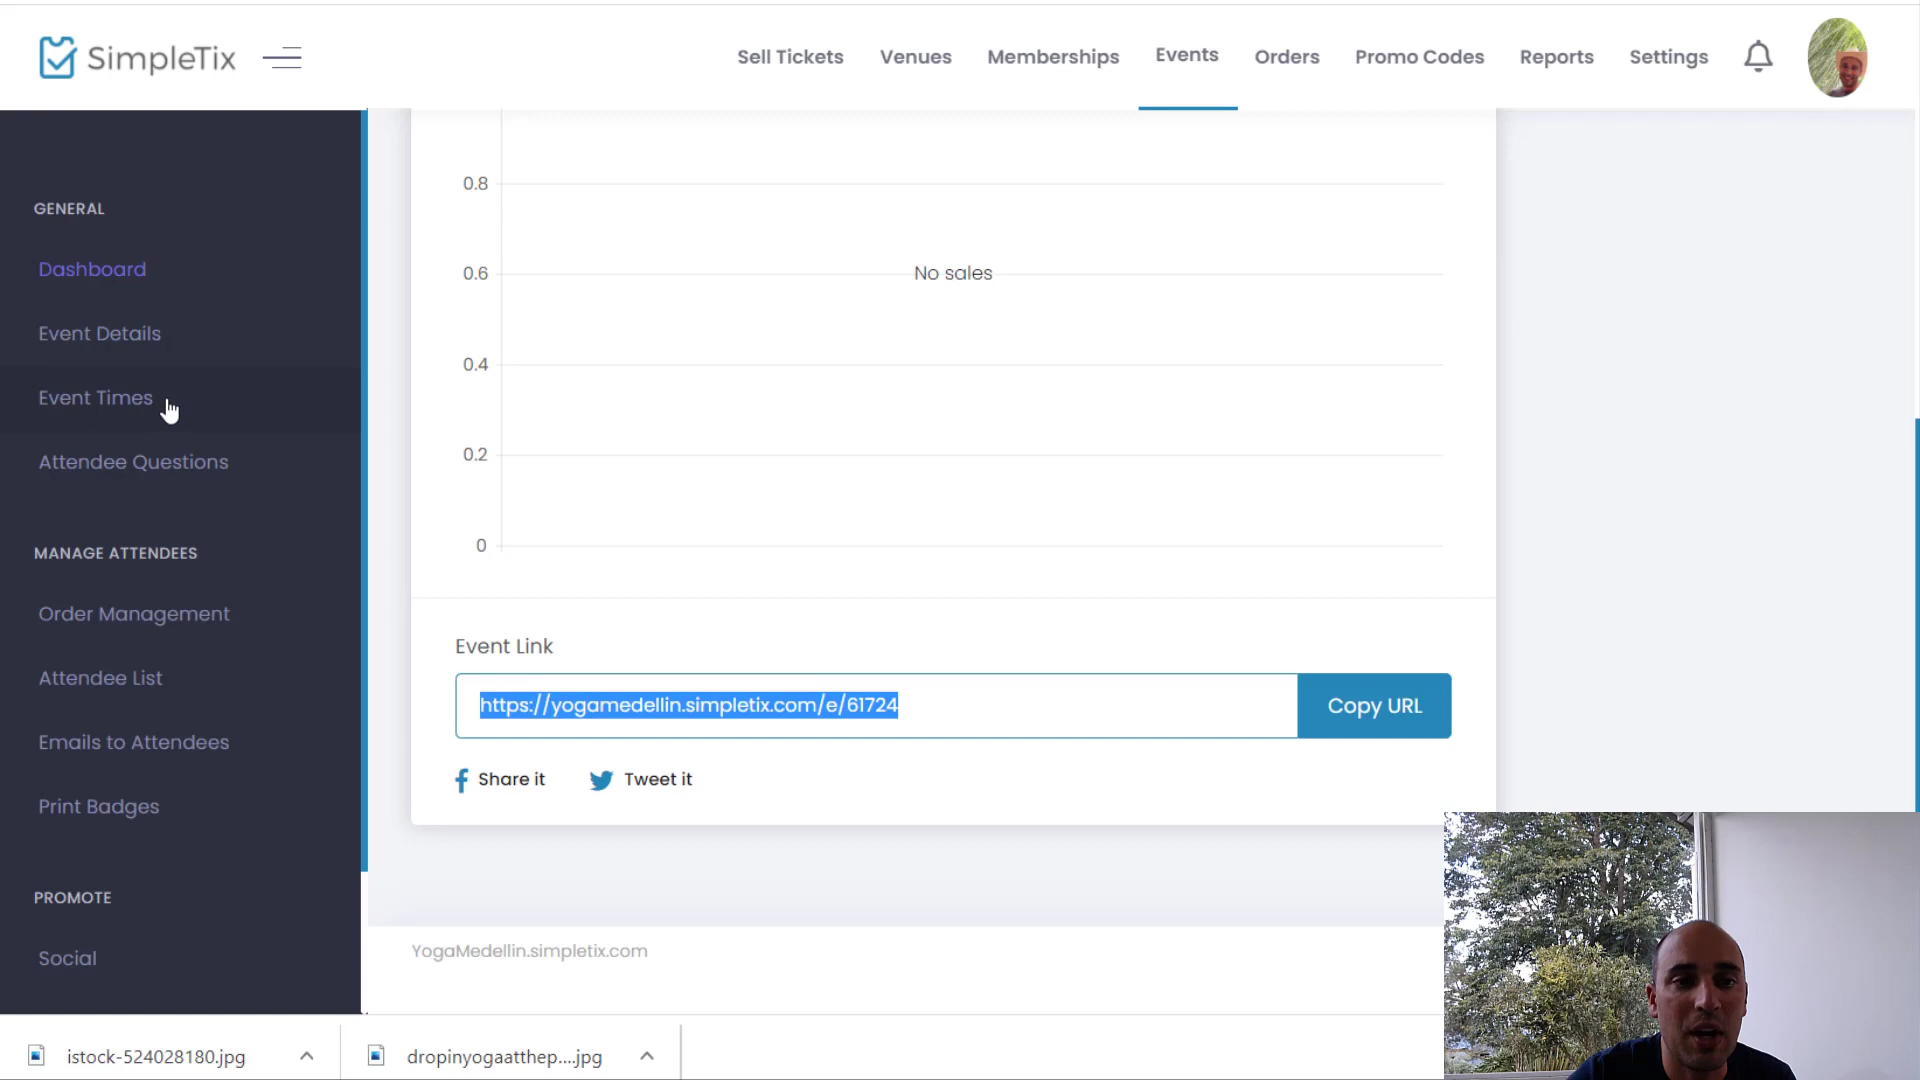 SimpleTix
Sell Tickets
Venues
Memberships
Events
Orders
Promo Codes
Reports
Settings
GENERAL
Dashboard
Event Details
Event Times
Attendee Questions
MANAGE ATTENDEES
Order Management
Attendee List
Emails to Attendees
Print Badges
PROMOTE
Social
0.8
0.6
No sales
0.4
0.2
0
Event Link
https://yogamedellin.simpletix.com/e/61724
Copy URL
Share it
Tweet it
YogaMedellin.simpletix.com
istock-524028180.jpg
dropinyogaatthep....jpg